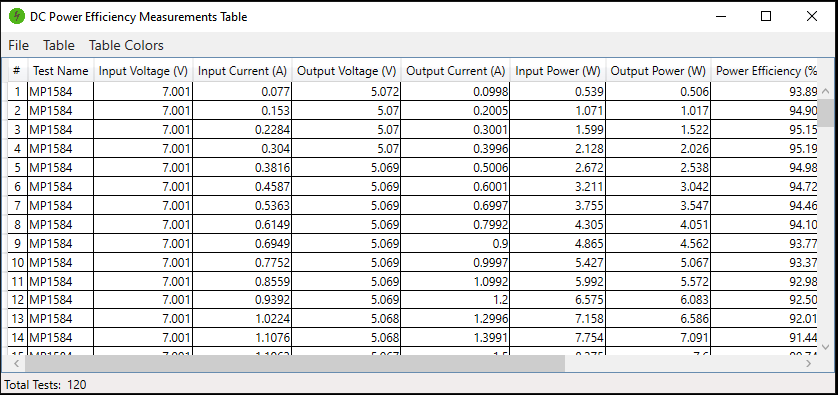 DC Power Efficiency Measurements Table
File Table Table Colors
# Test Name Input Voltage (V) Input Current (A) Output Voltage (V) Output Current (A) Input Power (W) Output Power (W) Power Efficiency (%
1 MP1584 7.001 0.077 5.072 0.0998 0.539 0.506 93.89
2 MP1584 7.001 0.153 5.07 0.2005 1.071 1.017 94.90
3 MP1584 7.001 0.2284 5.07 0.3001 1.599 1.522 95.15
4 MP1584 7.001 0.304 5.07 0.3996 2.128 2.026 95.19
5 MP1584 7.001 0.3816 5.069 0.5006 2.672 2.538 94.98
6 MP1584 7.001 0.4587 5.069 0.6001 3.211 3.042 94.72
7 MP1584 7.001 0.5363 5.069 0.6997 3.755 3.547 94.46
8 MP1584 7.001 0.6149 5.069 0.7992 4.305 4.051 94.10
9 MP1584 7.001 0.6949 5.069 0.9 4.865 4.562 93.77
10 MP1584 7.001 0.7752 5.069 0.9997 5.427 5.067 93.37
11 MP1584 7.001 0.8559 5.069 1.0992 5.992 5.572 92.98
12 MP1584 7.001 0.9392 5.069 1.2 6.575 6.083 92.50
13 MP1584 7.001 1.0224 5.068 1.2996 7.158 6.586 92.01
14 MP1584 7.001 1.1076 5.068 1.3991 7.754 7.091 91.44
Total Tests: 120